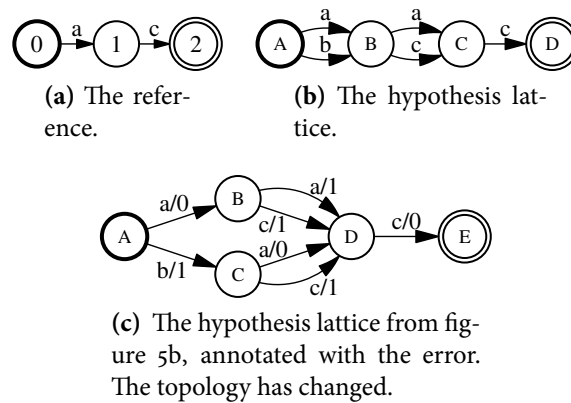 0 a 1 c 2
A a b B a c C c D
(a) The refer-
ence.
(b) The hypothesis lat-
tice.
A a/0 B a/1
c/1 D c/0 E
b/1 C a/0
c/1
(c) The hypothesis lattice from fig-
ure 5b, annotated with the error.
The topology has changed.